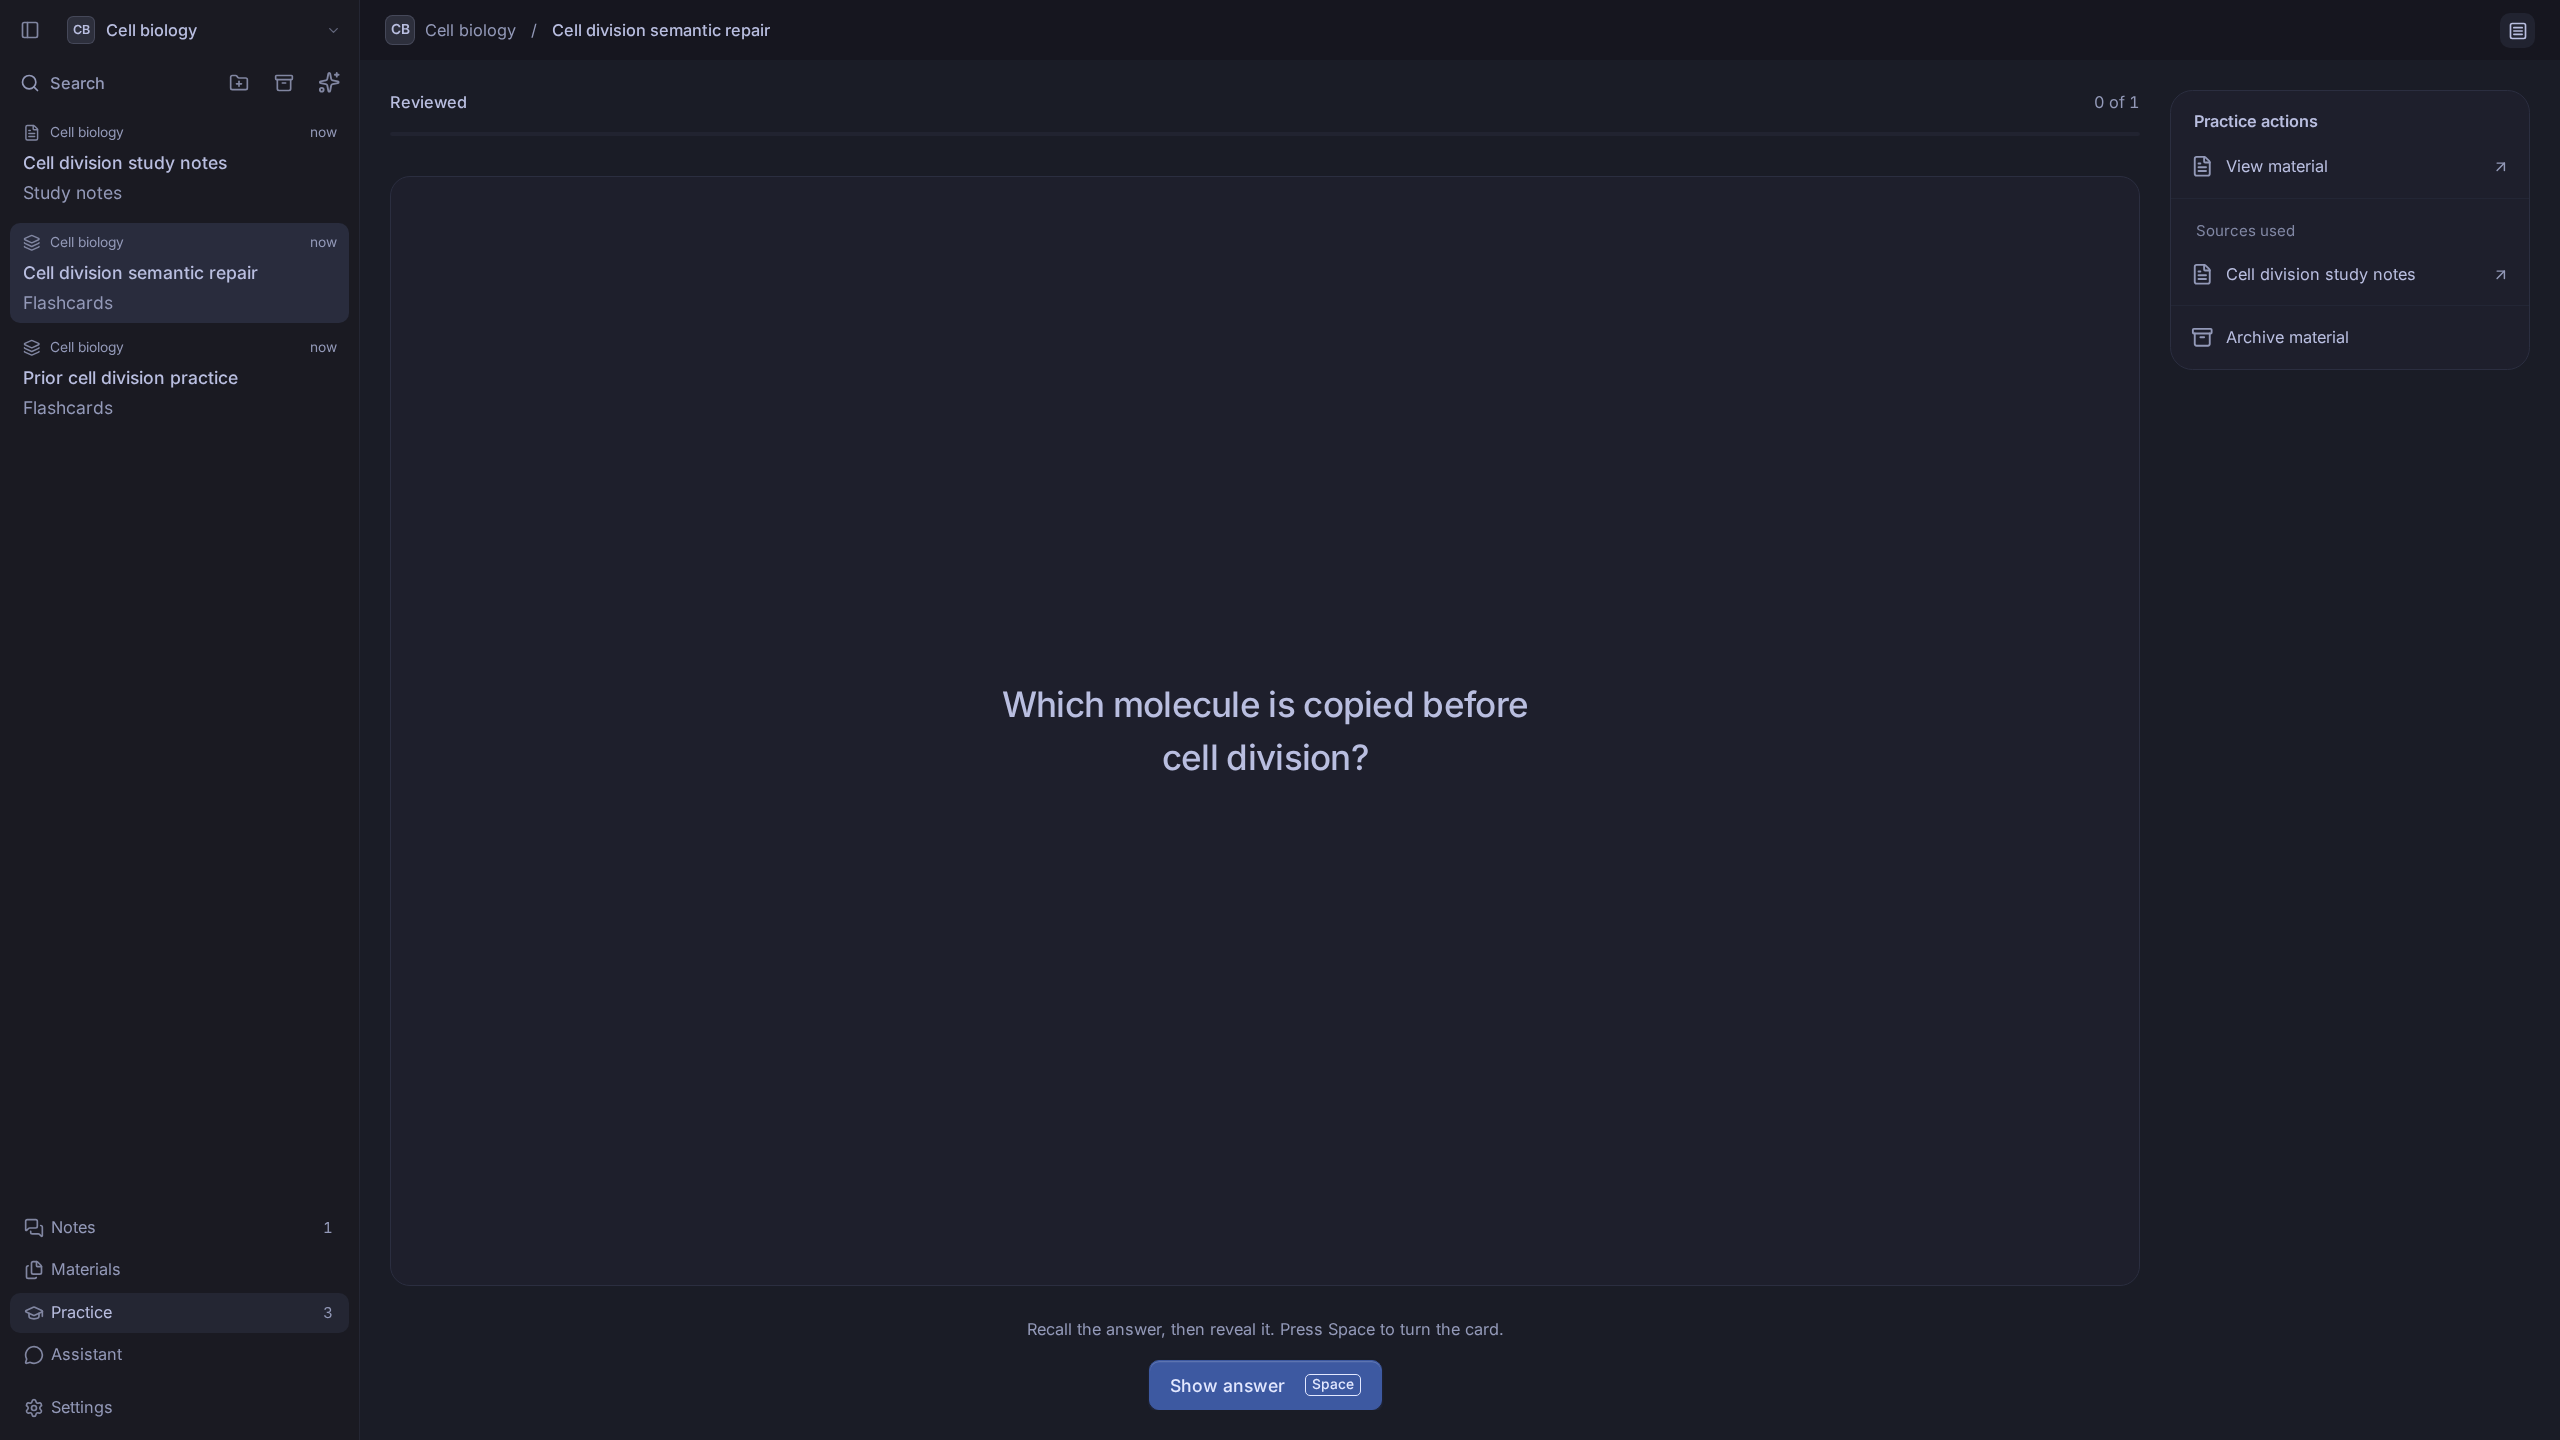 CB Cell biology
Search
Cell biology now
Cell division study notes
Study notes
Cell biology now
Cell division semantic repair
Flashcards
Cell biology now
Prior cell division practice
Flashcards
Notes 1
Materials
Practice 3
Assistant
Settings
CB Cell biology / Cell division semantic repair
Reviewed 0 of 1
Which molecule is copied before
cell division?
Recall the answer, then reveal it. Press Space to turn the card.
Show answer Space
Practice actions
View material
Sources used
Cell division study notes
Archive material